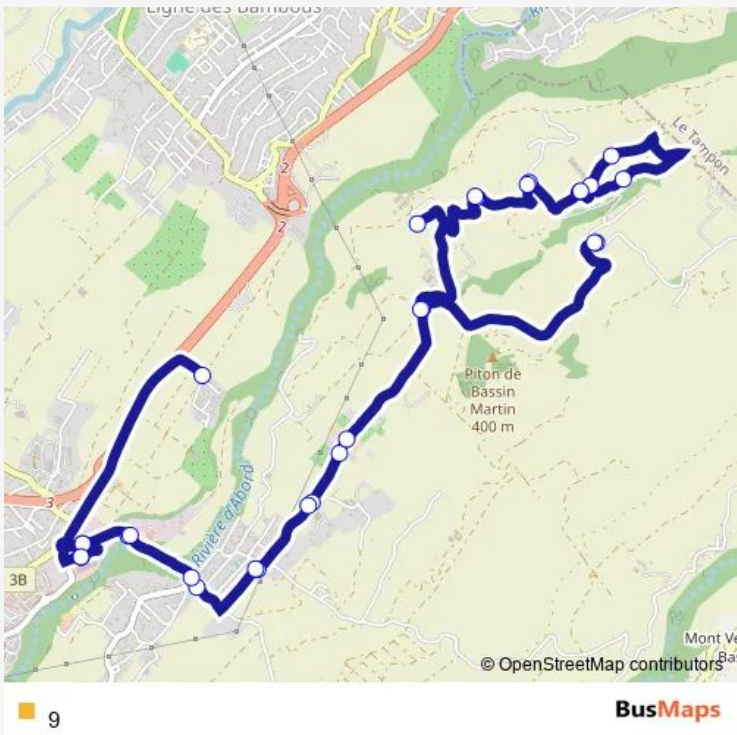 Ligne des Bambous
Le Tampon
2
2
Piton de
Bassin
Martin
400 m
Rivière d'Abord
3
3B
Mont Ve
Bas
© OpenStreetMap contributors
9
BusMaps